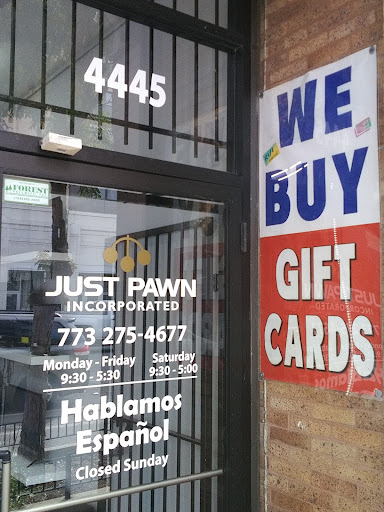 4445
FOREST
JUST PAWN
INCORPORATED
773 275-4677
Monday - Friday
9:30 - 5:30
Saturday
9:30 - 5:00
Hablamos
Español
Closed Sunday
WE
BUY
GIFT
CARDS